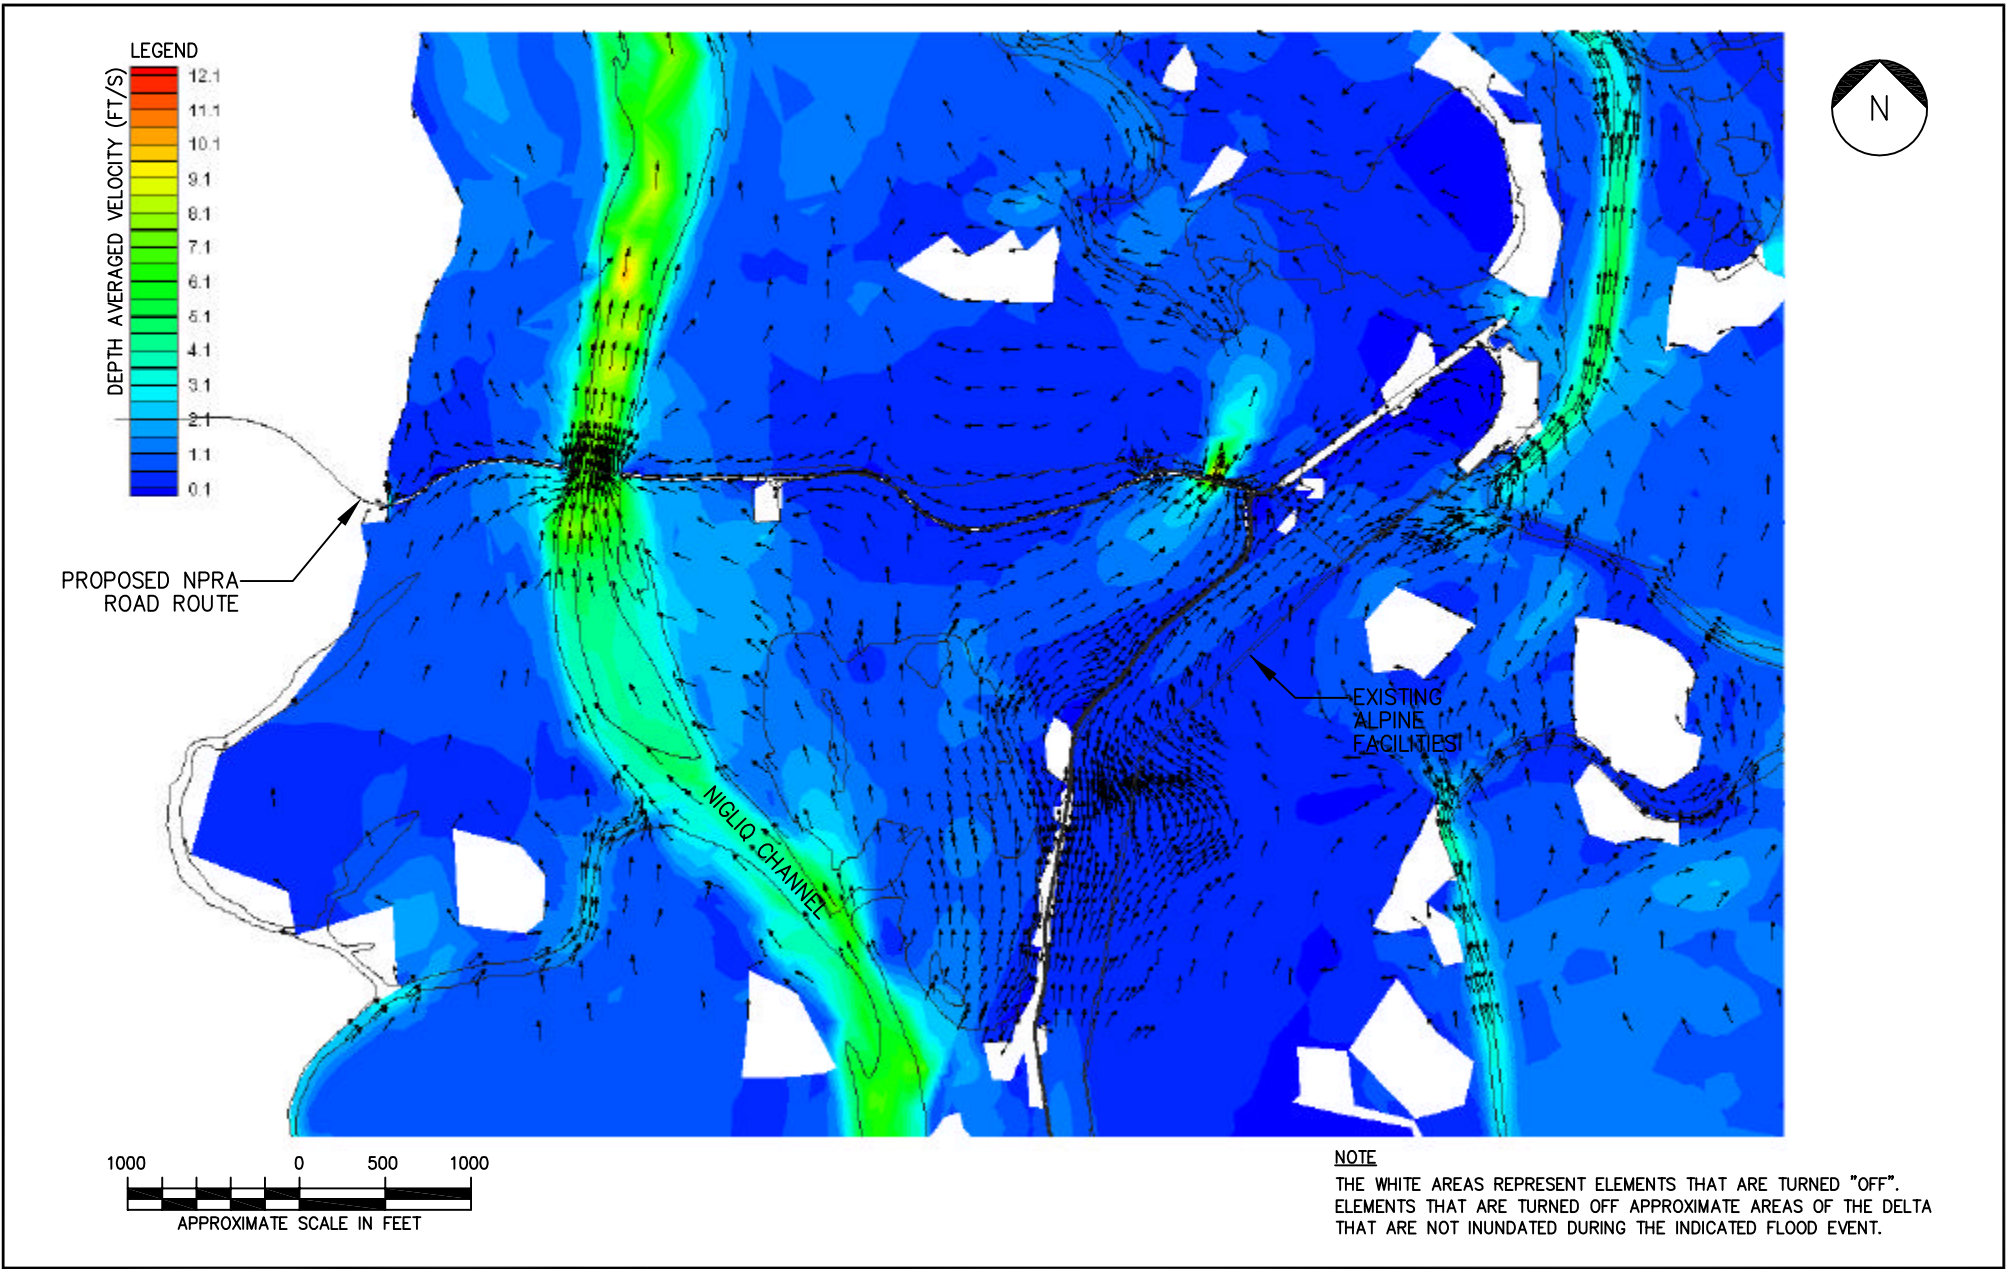 LEGEND
DEPTH AVERAGED VELOCITY (FT/S)
12.1
11.1
10.1
9.1
8.1
7.1
6.1
5.1
4.1
3.1
2.1
1.1
0.1
N
PROPOSED NPRA
ROAD ROUTE
EXISTING
ALPINE
FACILITIES
NIGLIQ CHANNEL
1000 0 500 1000
APPROXIMATE SCALE IN FEET
NOTE
THE WHITE AREAS REPRESENT ELEMENTS THAT ARE TURNED "OFF".
ELEMENTS THAT ARE TURNED OFF APPROXIMATE AREAS OF THE DELTA
THAT ARE NOT INUNDATED DURING THE INDICATED FLOOD EVENT.